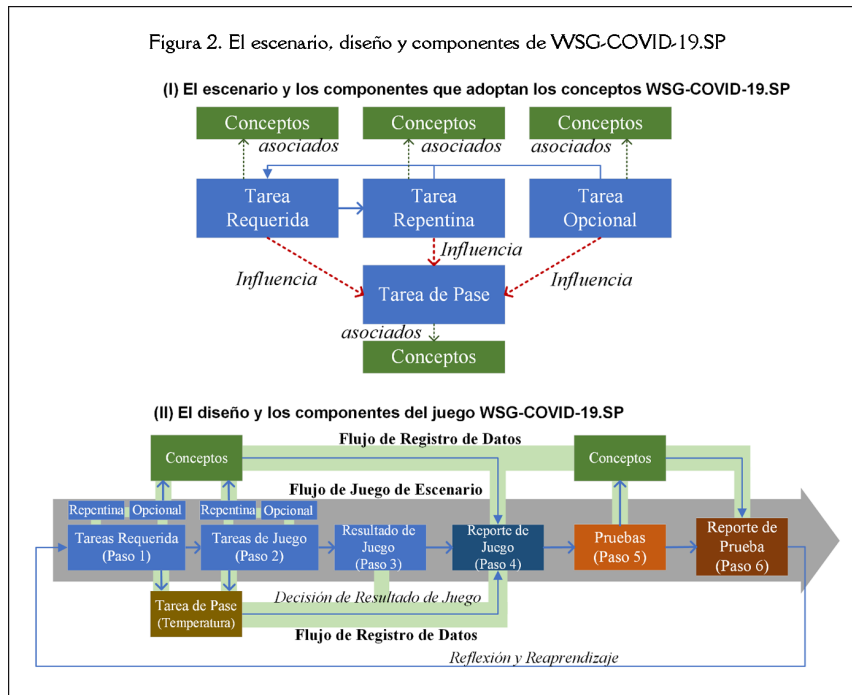 Figura 2. El escenario, diseño y componentes de WSG-COVID-19.SP
(I) El escenario y los componentes que adoptan los conceptos WSG-COVID-19.SP
Conceptos
Conceptos
Conceptos
asociados
asociados
asociados
Tarea
Requerida
Tarea
Repentina
Tarea
Opcional
Influencia
Influencia
Influencia
Tarea de Pase
asociados
Conceptos
(II) El diseño y los componentes del juego WSG-COVID-19.SP
Flujo de Registro de Datos
Conceptos
Conceptos
Flujo de Juego de Escenario
Repentina
Opcional
Repentina
Opcional
Tareas Requerida
(Paso 1)
Tareas de Juego
(Paso 2)
Resultado de
Juego
(Paso 3)
Reporte de
Juego
(Paso 4)
Pruebas
(Paso 5)
Reporte de
Prueba
(Paso 6)
Tarea de Pase
(Temperatura)
Decisión de Resultado de Juego
Flujo de Registro de Datos
Reflexión y Reaprendizaje